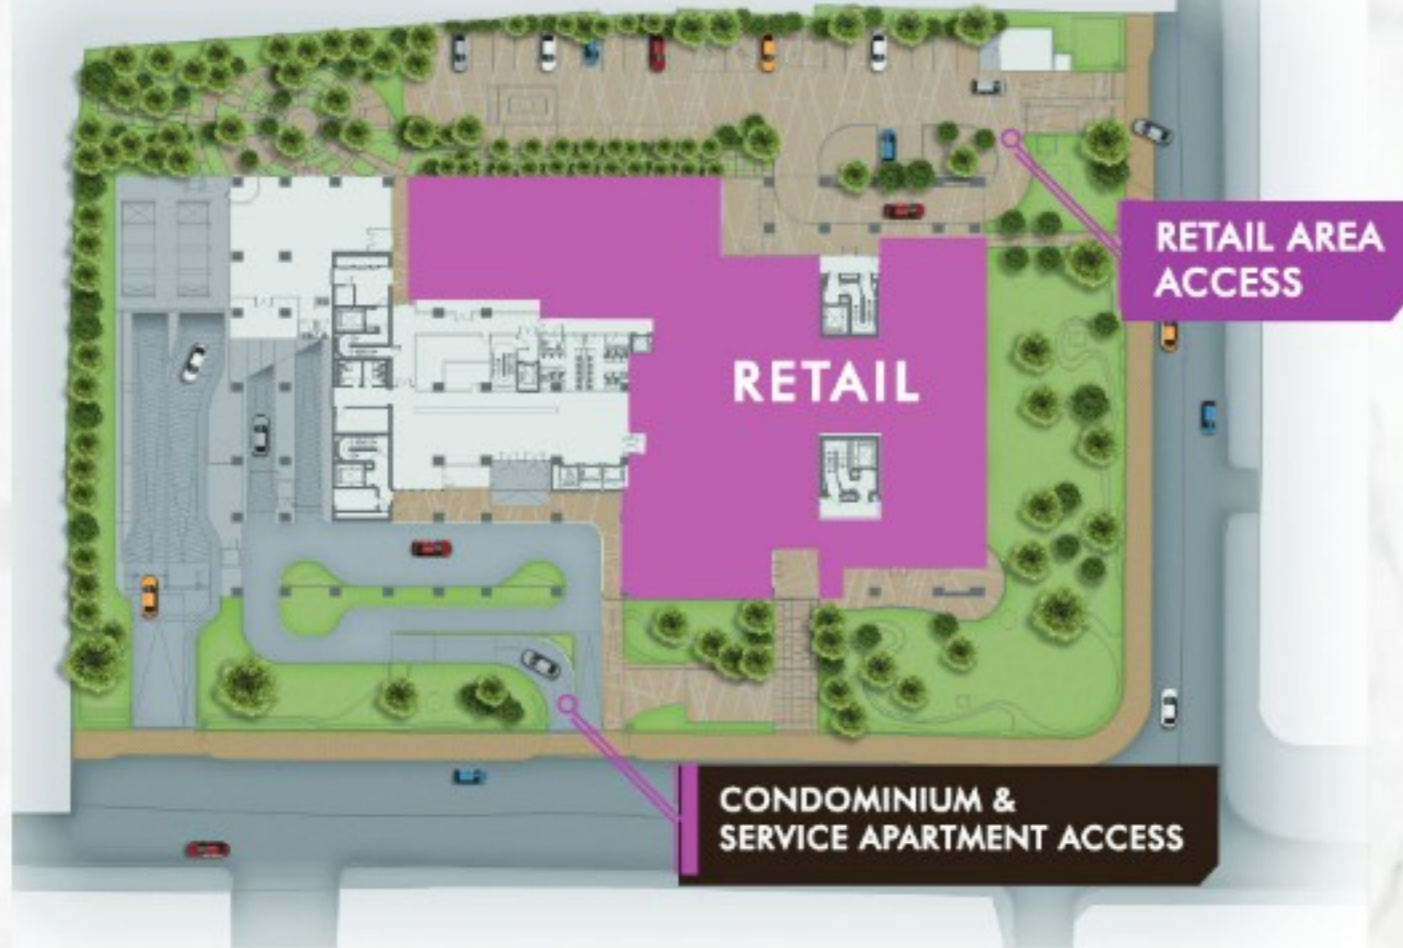 RETAIL AREA
ACCESS
RETAIL
CONDOMINIUM &
SERVICE APARTMENT ACCESS